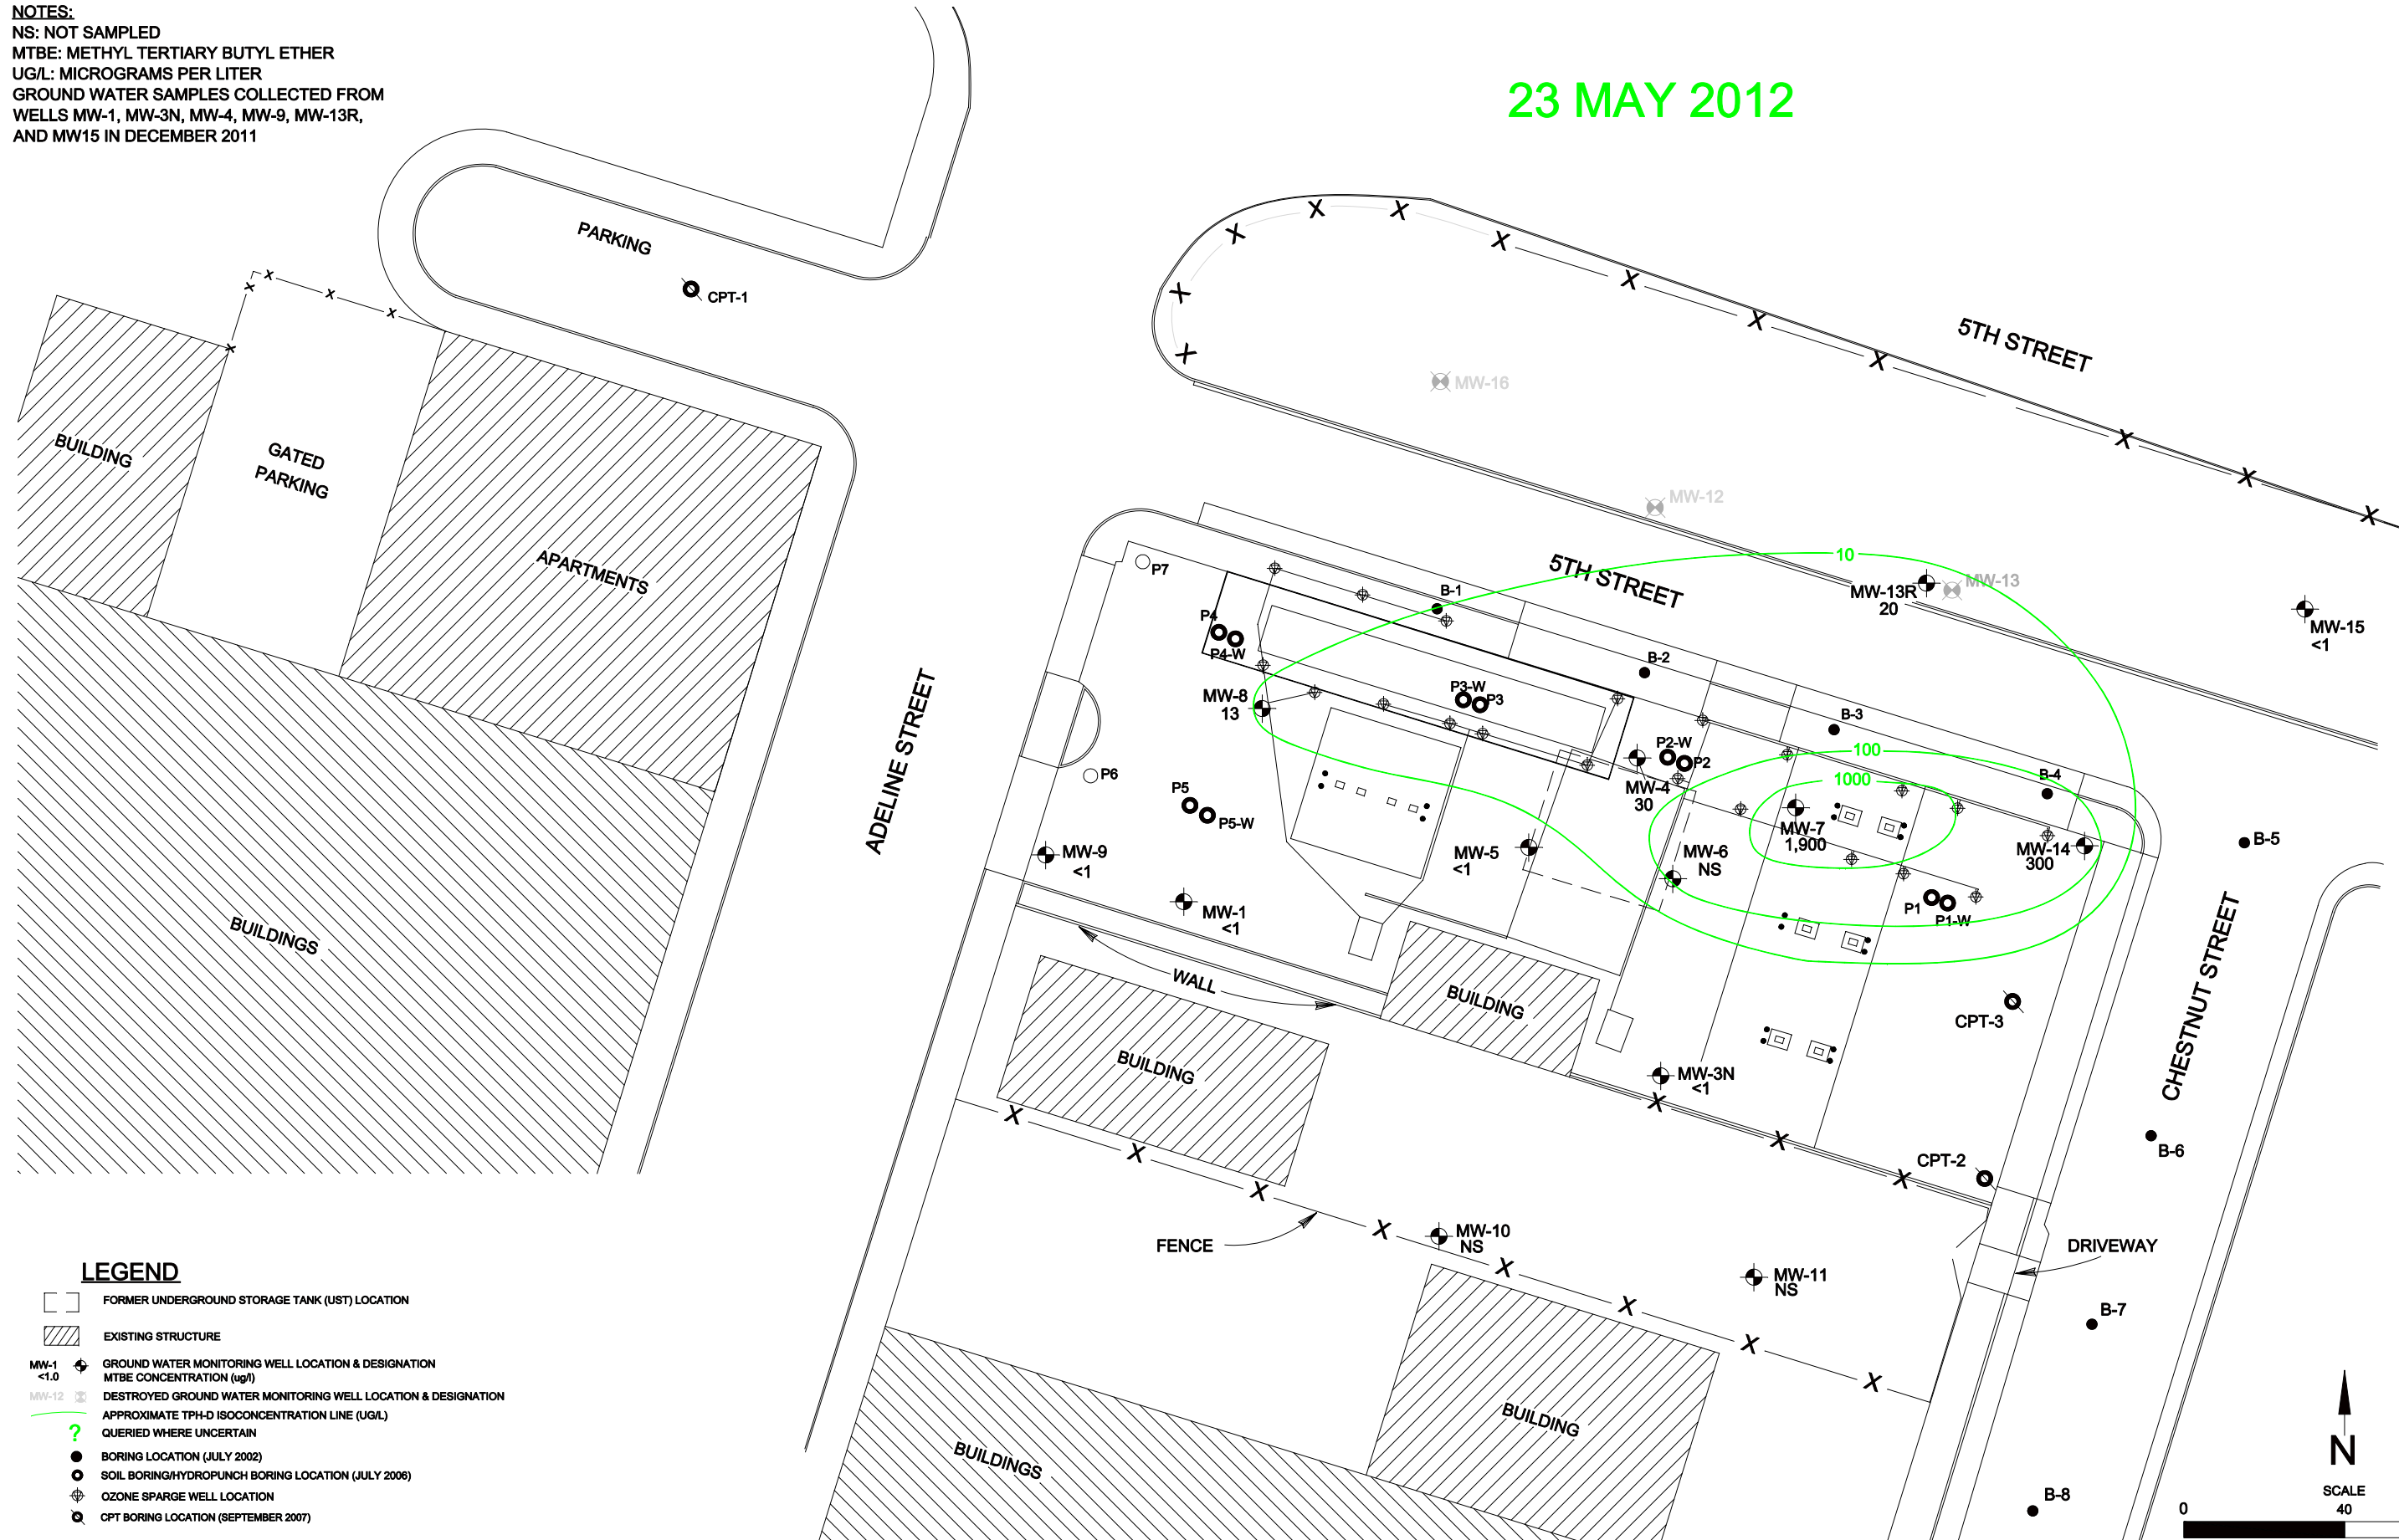 NOTES:
NS: NOT SAMPLED
MTBE: METHYL TERTIARY BUTYL ETHER
UG/L: MICROGRAMS PER LITER
GROUND WATER SAMPLES COLLECTED FROM
WELLS MW-1, MW-3N, MW-4, MW-9, MW-13R,
AND MW15 IN DECEMBER 2011
23 MAY 2012
PARKING
CPT-1
5TH STREET
MW-16
BUILDING
GATED
PARKING
APARTMENTS
MW-12
10
5TH STREET
MW-13
MW-13R
20
MW-15
<1
P7
B-1
P4
P4-W
B-2
MW-8
13
P3-W
P3
B-3
P2-W
P2
100
1000
B-4
MW-4
30
P6
P5
P5-W
ADELINE STREET
MW-7
1,900
MW-14
300
B-5
MW-9
<1
MW-5
<1
MW-6
NS
P1
P1-W
MW-1
<1
BUILDINGS
WALL
BUILDING
CPT-3
CHESTNUT STREET
BUILDING
MW-3N
<1
CPT-2
B-6
FENCE
MW-10
NS
DRIVEWAY
MW-11
NS
B-7
BUILDING
BUILDINGS
B-8
LEGEND
FORMER UNDERGROUND STORAGE TANK (UST) LOCATION
EXISTING STRUCTURE
MW-1
<1.0
GROUND WATER MONITORING WELL LOCATION & DESIGNATION
MTBE CONCENTRATION (ug/l)
MW-12
DESTROYED GROUND WATER MONITORING WELL LOCATION & DESIGNATION
APPROXIMATE TPH-D ISOCONCENTRATION LINE (UG/L)
?
QUERIED WHERE UNCERTAIN
BORING LOCATION (JULY 2002)
SOIL BORING/HYDROPUNCH BORING LOCATION (JULY 2006)
OZONE SPARGE WELL LOCATION
CPT BORING LOCATION (SEPTEMBER 2007)
N
SCALE
0
40